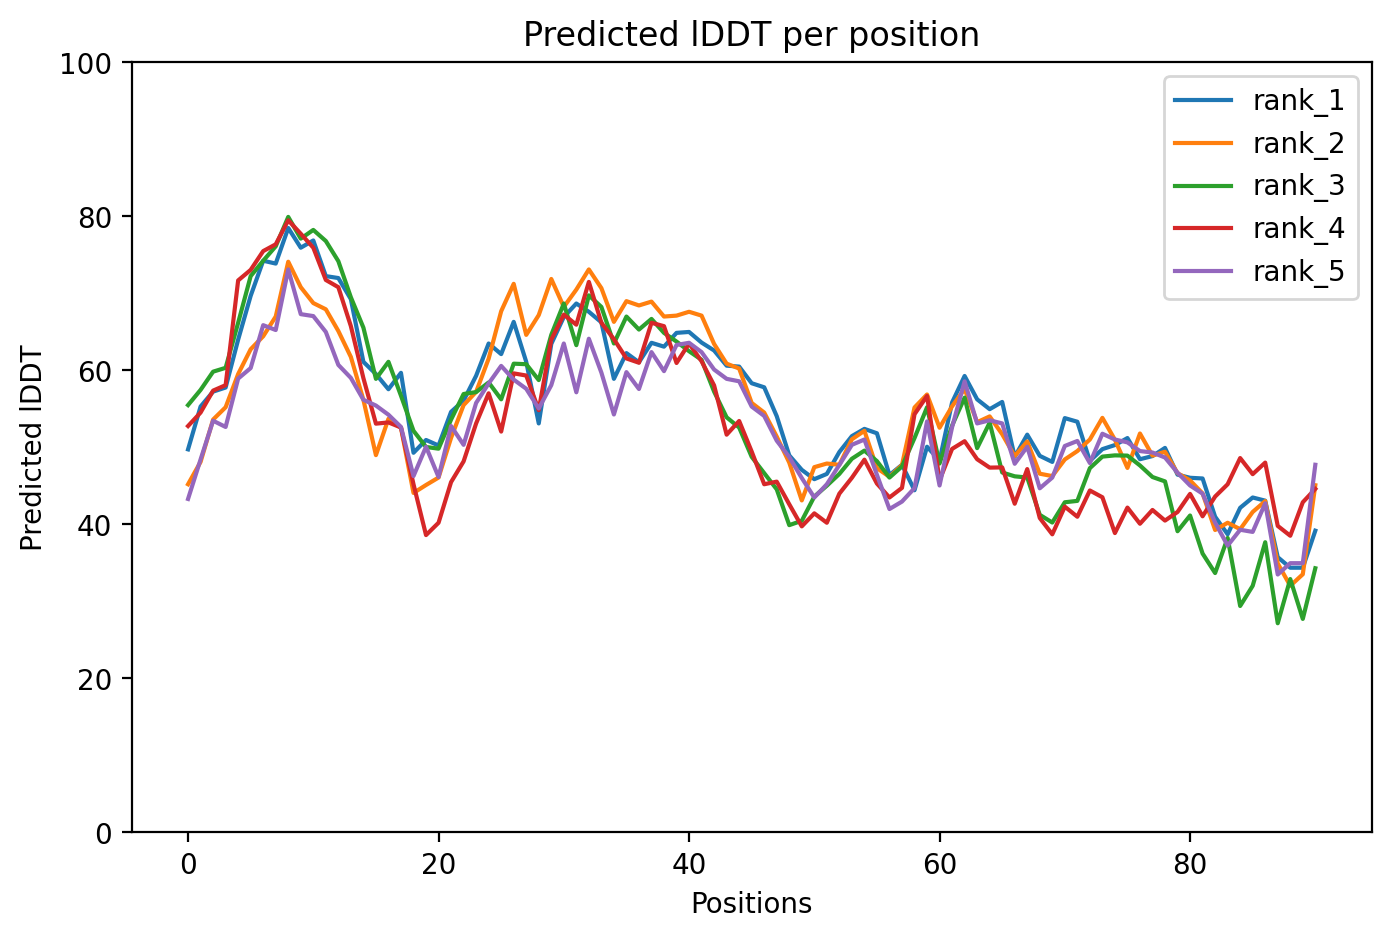 Predicted lDDT per position
100
80
60
40
20
0
Predicted lDDT
0 20 40 60 80
Positions
rank_1
rank_2
rank_3
rank_4
rank_5